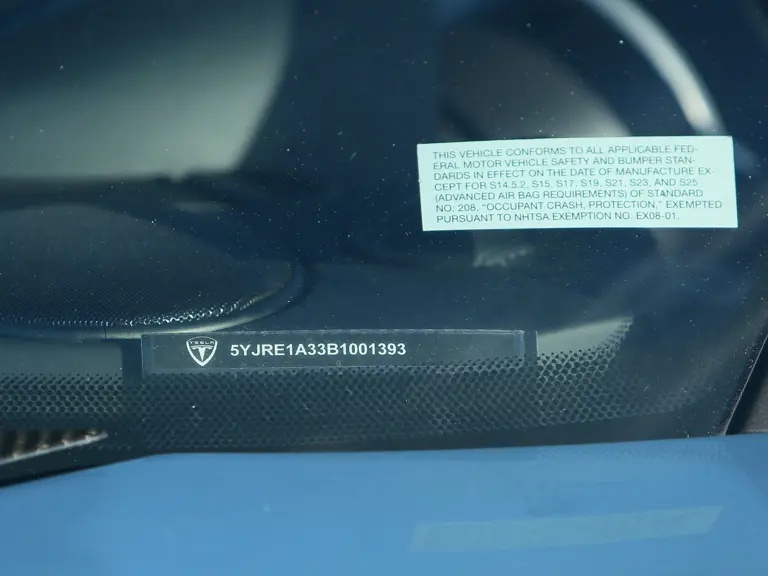 THIS VEHICLE CONFORMS TO ALL APPLICABLE FED-
ERAL MOTOR VEHICLE SAFETY AND BUMPER STAN-
DARDS IN EFFECT ON THE DATE OF MANUFACTURE EX-
CEPT FOR S14.5.2, S15, S17, S19, S21, S23, AND S25
(ADVANCED AIR BAG REQUIREMENTS) OF STANDARD
NO. 208, "OCCUPANT CRASH, PROTECTION," EXEMPTED
PURSUANT TO NHTSA EXEMPTION NO. EX08-01.
TESLA
5YJRE1A33B1001393